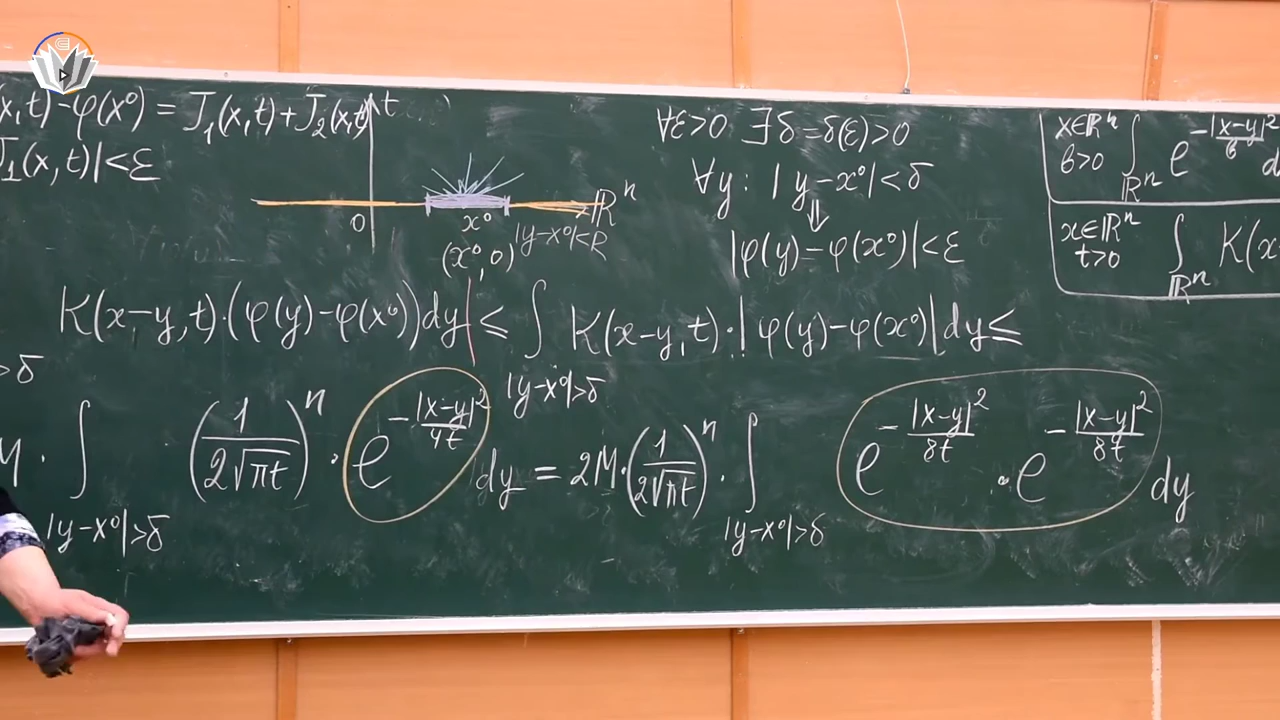 x,t)-φ(x⁰) = J₁(x,t)+J₂(x,t)
J₁(x,t)|<ε
t
0
x⁰
ℝⁿ
|y-x⁰|<R
(x⁰,0)
∀ε>0 ∃δ=δ(ε)>0
∀y: |y-x⁰|<δ
⇓
|φ(y)-φ(x⁰)|<ε
x∈ℝⁿ
b>0
∫_{ℝⁿ} e^{-|x-y|²/b} d
x∈ℝⁿ
t>0
∫_{ℝⁿ} K(x-
K(x-y,t)·(φ(y)-φ(x⁰))dy| ≤ ∫_{|y-x⁰|>δ} K(x-y,t)·|φ(y)-φ(x⁰)|dy ≤
>δ
M · ∫_{|y-x⁰|>δ} (1/(2√πt))ⁿ · e^{-|x-y|²/4t} dy = 2M·(1/(2√πt))ⁿ · ∫_{|y-x⁰|>δ} e^{-|x-y|²/8t} · e^{-|x-y|²/8t} dy